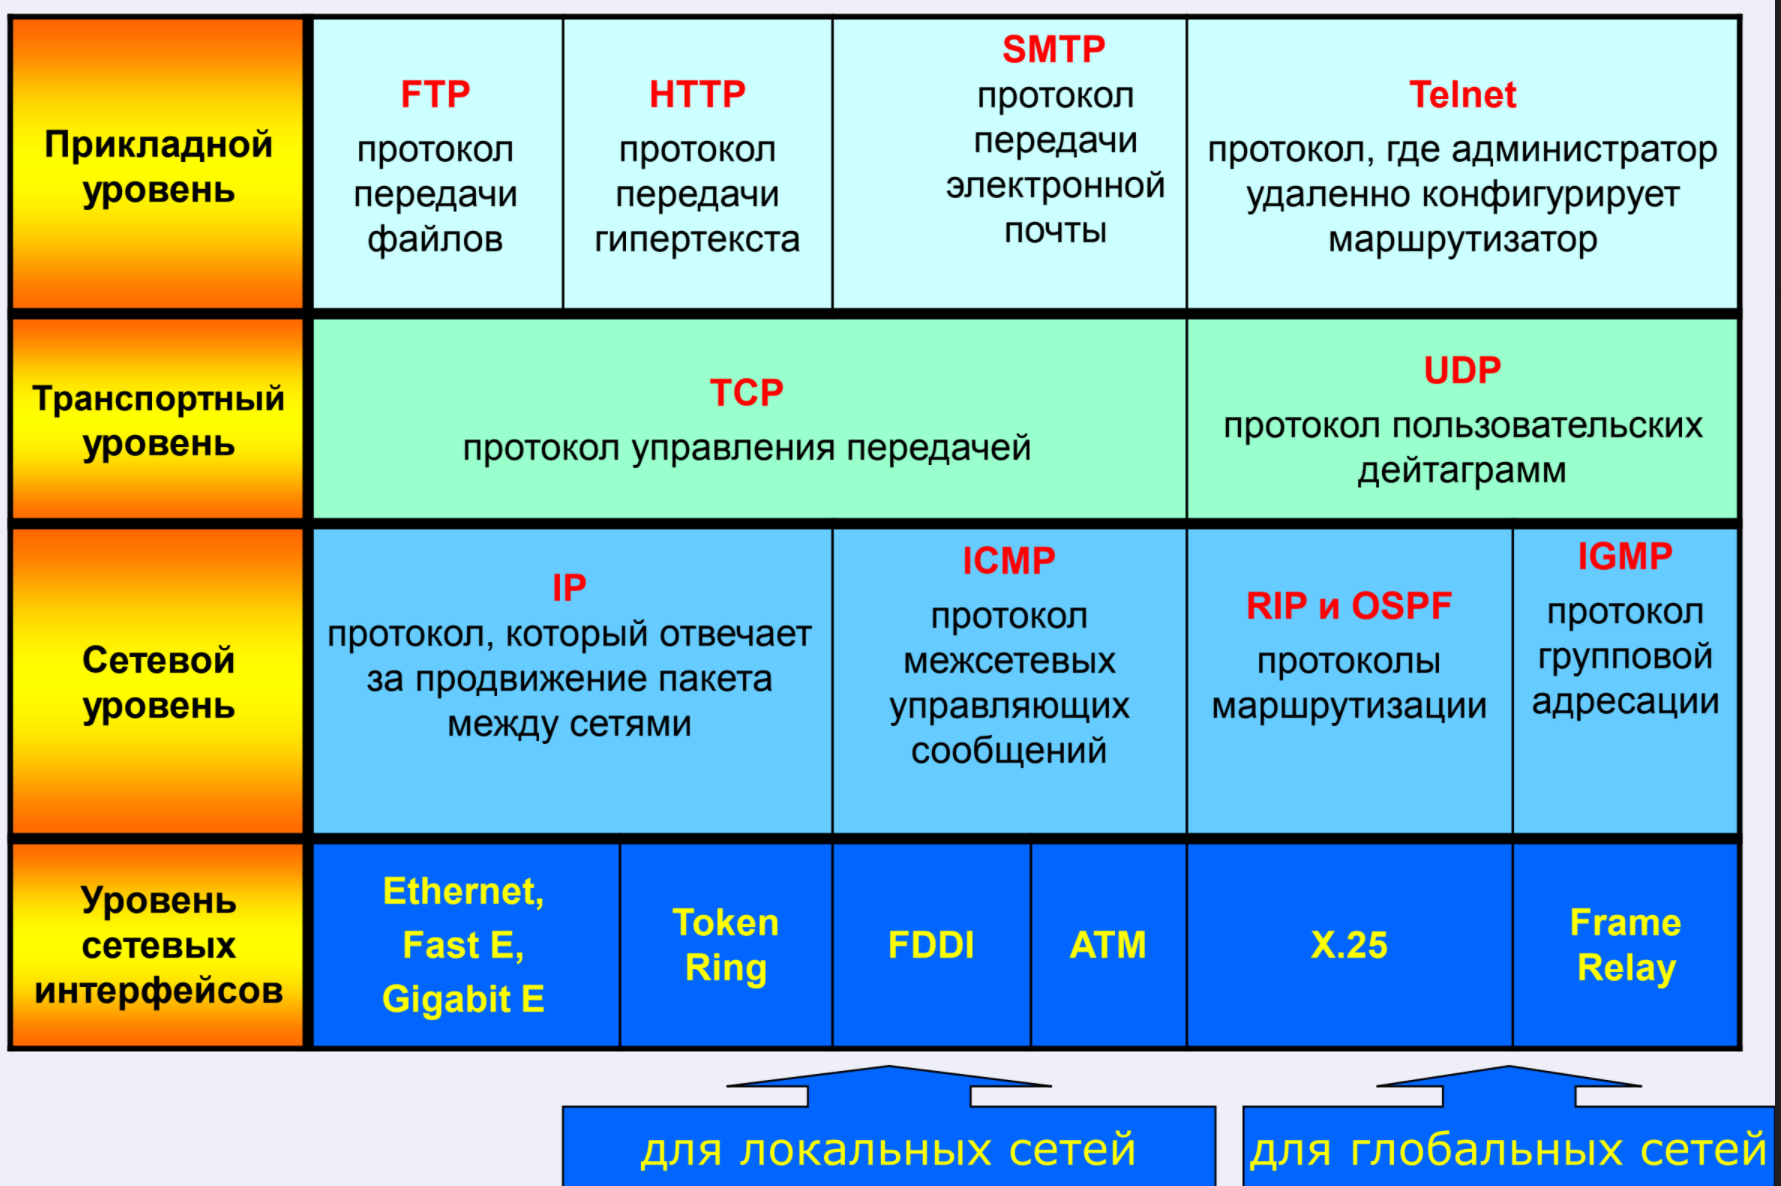 Прикладной
уровень
FTP
протокол
передачи
файлов
HTTP
протокол
передачи
гипертекста
SMTP
протокол
передачи
электронной
почты
Telnet
протокол, где администратор
удаленно конфигурирует
маршрутизатор
Транспортный
уровень
TCP
протокол управления передачей
UDP
протокол пользовательских
дейтаграмм
Сетевой
уровень
IP
протокол, который отвечает
за продвижение пакета
между сетями
ICMP
протокол
межсетевых
управляющих
сообщений
RIP и OSPF
протоколы
маршрутизации
IGMP
протокол
групповой
адресации
Уровень
сетевых
интерфейсов
Ethernet,
Fast E,
Gigabit E
Token
Ring
FDDI
ATM
X.25
Frame
Relay
для локальных сетей
для глобальных сетей